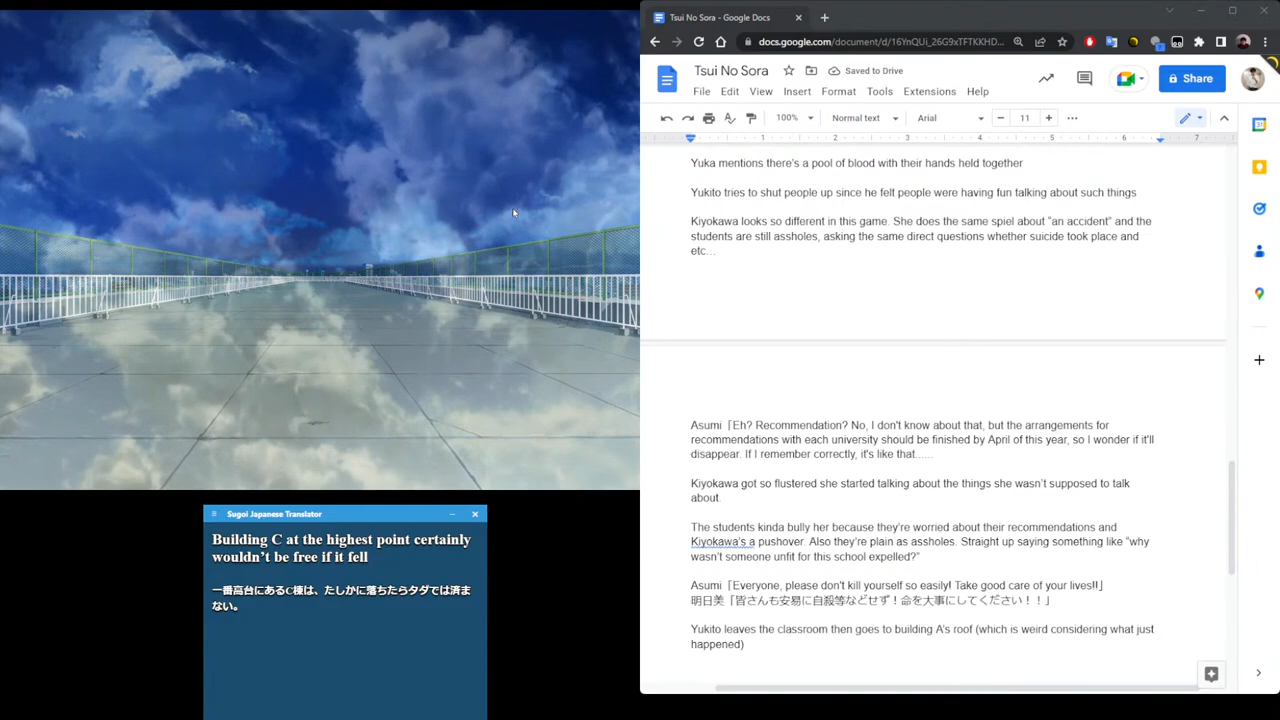 Sugoi Japanese Translator
Building C at the highest point certainly
wouldn't be free if it fell
一番高台にあるC棟は、たしかに落ちたらタダでは済ま
ない。
Tsui No Sora - Google Docs
docs.google.com/document/d/16YnQUi_26G9xTFTKKHD...
Tsui No Sora
Saved to Drive
Share
File Edit View Insert Format Tools Extensions Help
100% Normal text Arial 11
1 2 3 4 5 6 7
Yuka mentions there's a pool of blood with their hands held together
Yukito tries to shut people up since he felt people were having fun talking about such things
Kiyokawa looks so different in this game. She does the same spiel about "an accident" and the
students are still assholes, asking the same direct questions whether suicide took place and
etc...
Asumi「Eh? Recommendation? No, I don't know about that, but the arrangements for
recommendations with each university should be finished by April of this year, so I wonder if it'll
disappear. If I remember correctly, it's like that......
Kiyokawa got so flustered she started talking about the things she wasn't supposed to talk
about.
The students kinda bully her because they're worried about their recommendations and
Kiyokawa's a pushover. Also they're plain as assholes. Straight up saying something like "why
wasn't someone unfit for this school expelled?"
Asumi「Everyone, please don't kill yourself so easily! Take good care of your lives!!」
明日美「皆さんも安易に自殺等などせず！命を大事にしてください！！」
Yukito leaves the classroom then goes to building A's roof (which is weird considering what just
happened)